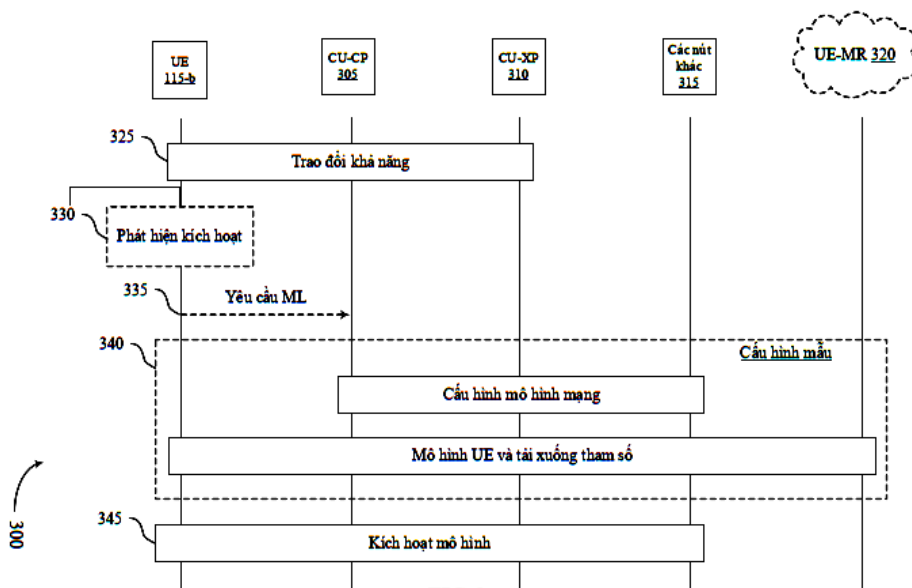 UE
115-b
CU-CP
305
CU-XP
310
Các nút
khác
315
UE-MR 320
325
Trao đổi khả năng
330
Phát hiện kích hoạt
335
Yêu cầu ML
340
Cấu hình mẫu
Cấu hình mô hình mạng
Mô hình UE và tải xuống tham số
300
345
Kích hoạt mô hình